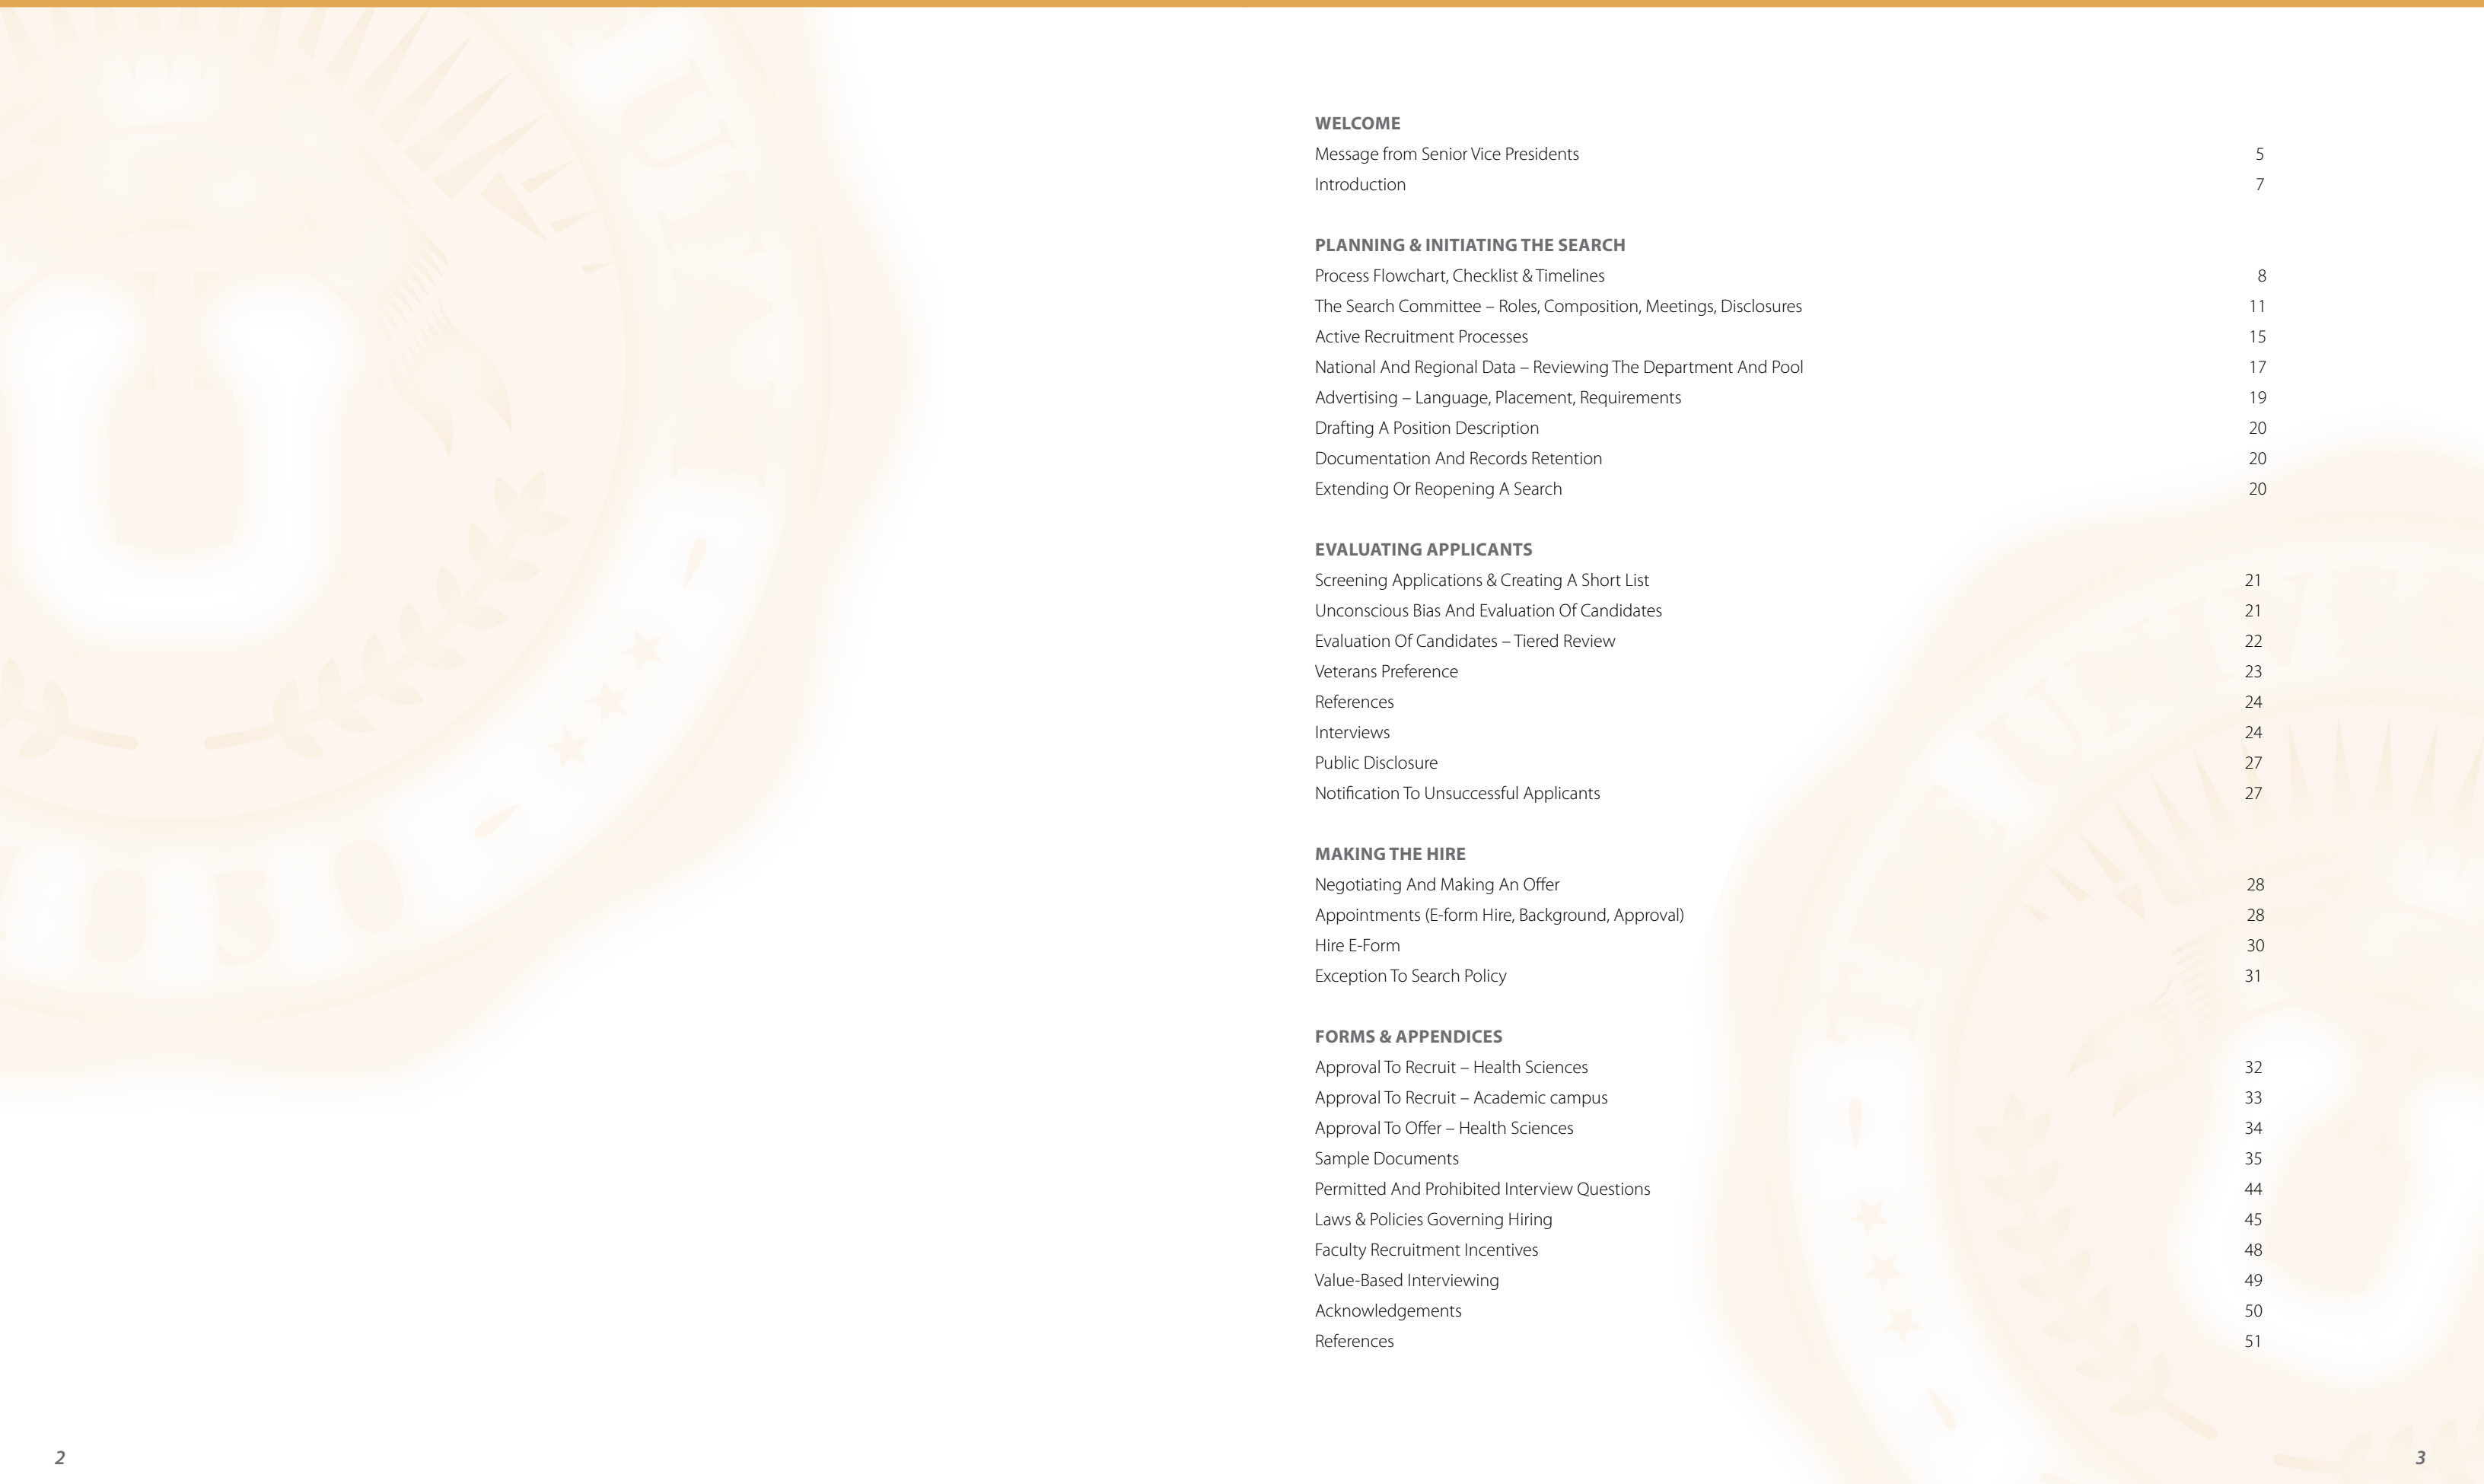 UTAH
1850
WELCOME
Message from Senior Vice Presidents 5
Introduction 7
PLANNING & INITIATING THE SEARCH
Process Flowchart, Checklist & Timelines 8
The Search Committee – Roles, Composition, Meetings, Disclosures 11
Active Recruitment Processes 15
National And Regional Data – Reviewing The Department And Pool 17
Advertising – Language, Placement, Requirements 19
Drafting A Position Description 20
Documentation And Records Retention 20
Extending Or Reopening A Search 20
EVALUATING APPLICANTS
Screening Applications & Creating A Short List 21
Unconscious Bias And Evaluation Of Candidates 21
Evaluation Of Candidates – Tiered Review 22
Veterans Preference 23
References 24
Interviews 24
Public Disclosure 27
Notification To Unsuccessful Applicants 27
MAKING THE HIRE
Negotiating And Making An Offer 28
Appointments (E-form Hire, Background, Approval) 28
Hire E-Form 30
Exception To Search Policy 31
FORMS & APPENDICES
Approval To Recruit – Health Sciences 32
Approval To Recruit – Academic campus 33
Approval To Offer – Health Sciences 34
Sample Documents 35
Permitted And Prohibited Interview Questions 44
Laws & Policies Governing Hiring 45
Faculty Recruitment Incentives 48
Value-Based Interviewing 49
Acknowledgements 50
References 51
2
3